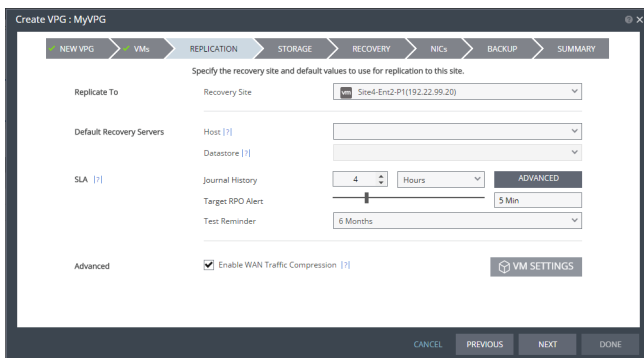 Create VPG : MyVPG
NEW VPG VMs REPLICATION STORAGE RECOVERY NICs BACKUP SUMMARY
Specify the recovery site and default values to use for replication to this site.
Replicate To Recovery Site vm Site4-Ent2-P1(192.22.99.20)
Default Recovery Servers Host [?]
Datastore [?]
SLA [?] Journal History 4 Hours ADVANCED
Target RPO Alert 5 Min
Test Reminder 6 Months
Advanced Enable WAN Traffic Compression [?] VM SETTINGS
CANCEL PREVIOUS NEXT DONE